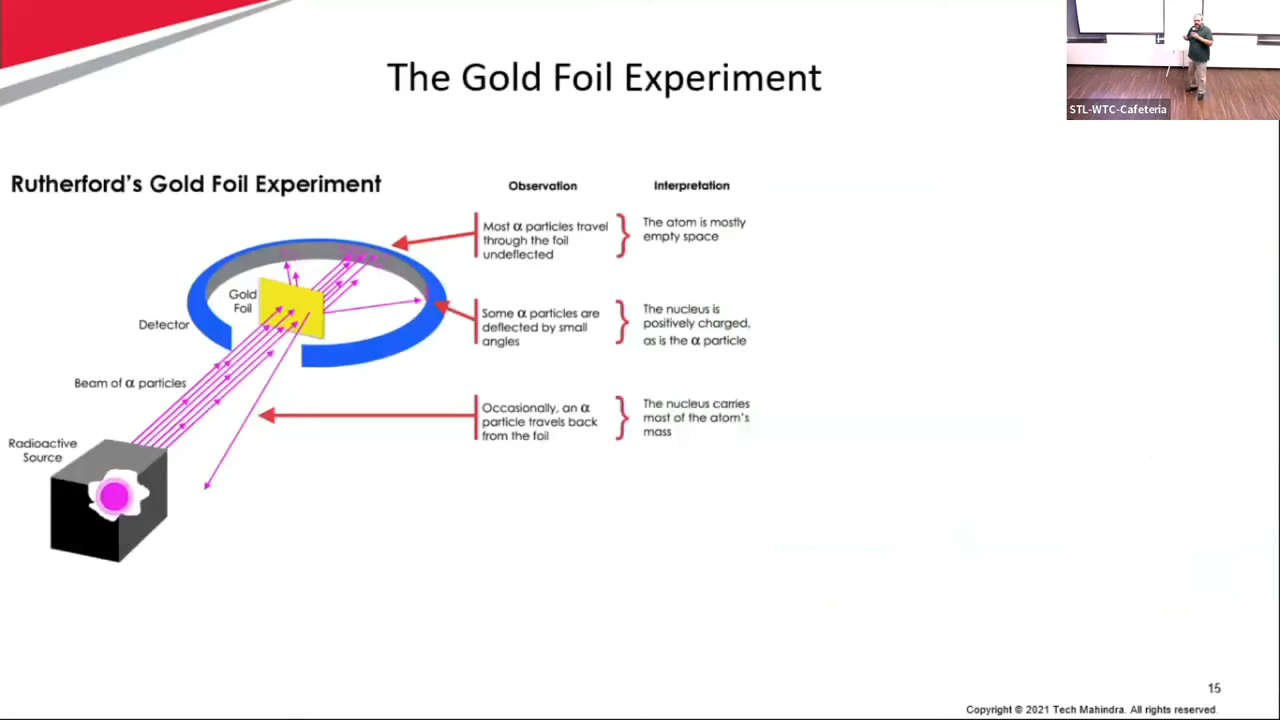 The Gold Foil Experiment
STL-WTC-Cafeteria
Rutherford's Gold Foil Experiment
Observation
Interpretation
Most α particles travel
through the foil
undeflected
The atom is mostly
empty space
Some α particles are
deflected by small
angles
The nucleus is
positively charged,
as is the α particle
Occasionally, an α
particle travels back
from the foil
The nucleus carries
most of the atom's
mass
Gold
Foil
Detector
Beam of α particles
Radioactive
Source
15
Copyright © 2021 Tech Mahindra. All rights reserved.